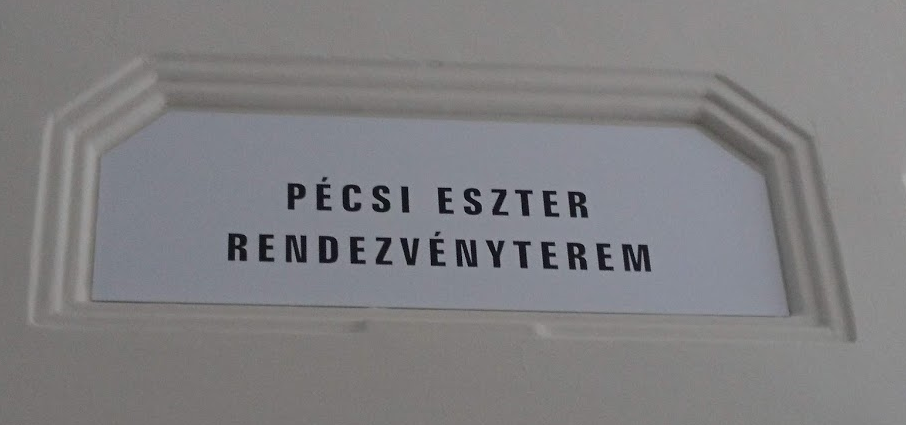 PÉCSI ESZTER
RENDEZVÉNYTEREM